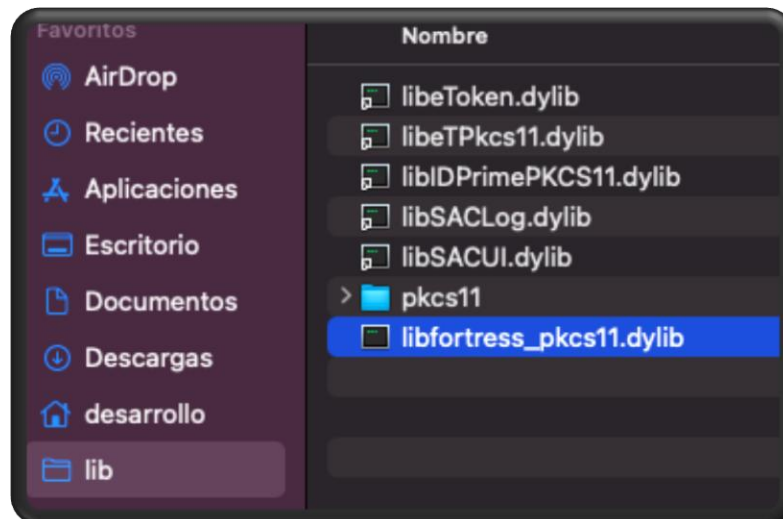 Favoritos
AirDrop
Recientes
Aplicaciones
Escritorio
Documentos
Descargas
desarrollo
lib
Nombre
libeToken.dylib
libeTPkcs11.dylib
libIDPrimePKCS11.dylib
libSACLog.dylib
libSACUI.dylib
pkcs11
libfortress_pkcs11.dylib